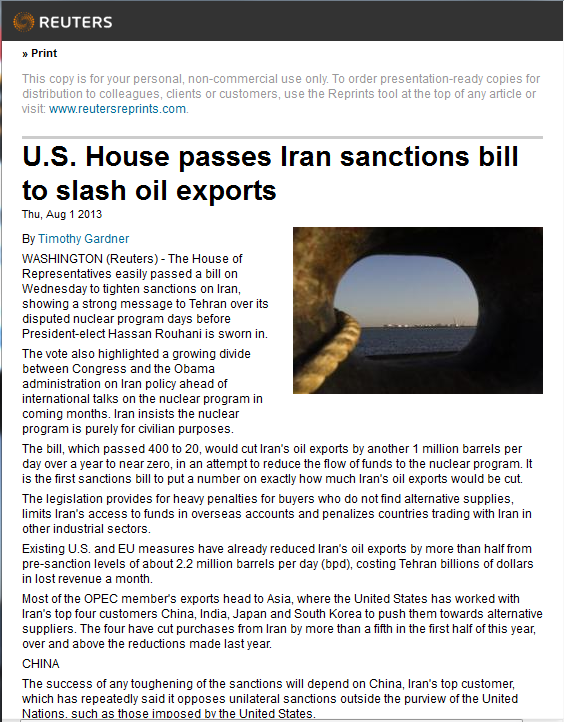 REUTERS
» Print
This copy is for your personal, non-commercial use only. To order presentation-ready copies for
distribution to colleagues, clients or customers, use the Reprints tool at the top of any article or
visit: www.reutersreprints.com.
U.S. House passes Iran sanctions bill
to slash oil exports
Thu, Aug 1 2013
By Timothy Gardner
WASHINGTON (Reuters) - The House of
Representatives easily passed a bill on
Wednesday to tighten sanctions on Iran,
showing a strong message to Tehran over its
disputed nuclear program days before
President-elect Hassan Rouhani is sworn in.
The vote also highlighted a growing divide
between Congress and the Obama
administration on Iran policy ahead of
international talks on the nuclear program in
coming months. Iran insists the nuclear
program is purely for civilian purposes.
The bill, which passed 400 to 20, would cut Iran's oil exports by another 1 million barrels per
day over a year to near zero, in an attempt to reduce the flow of funds to the nuclear program. It
is the first sanctions bill to put a number on exactly how much Iran's oil exports would be cut.
The legislation provides for heavy penalties for buyers who do not find alternative supplies,
limits Iran's access to funds in overseas accounts and penalizes countries trading with Iran in
other industrial sectors.
Existing U.S. and EU measures have already reduced Iran's oil exports by more than half from
pre-sanction levels of about 2.2 million barrels per day (bpd), costing Tehran billions of dollars
in lost revenue a month.
Most of the OPEC member's exports head to Asia, where the United States has worked with
Iran's top four customers China, India, Japan and South Korea to push them towards alternative
suppliers. The four have cut purchases from Iran by more than a fifth in the first half of this year,
over and above the reductions made last year.
CHINA
The success of any toughening of the sanctions will depend on China, Iran's top customer,
which has repeatedly said it opposes unilateral sanctions outside the purview of the United
Nations, such as those imposed by the United States.